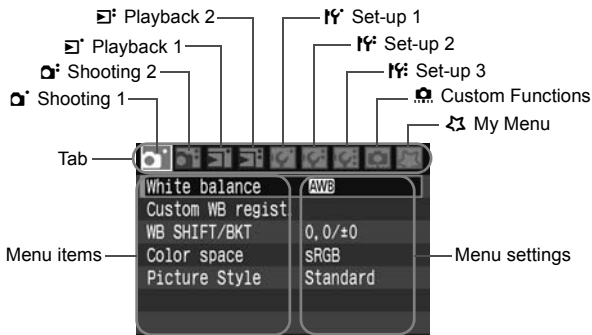 Playback 2
Set-up 1
Playback 1
Set-up 2
Shooting 2
Set-up 3
Shooting 1
Custom Functions
My Menu
Tab
White balance AWB
Custom WB regist.
WB SHIFT/BKT 0,0/±0
Menu items
Color space sRGB
Menu settings
Picture Style Standard